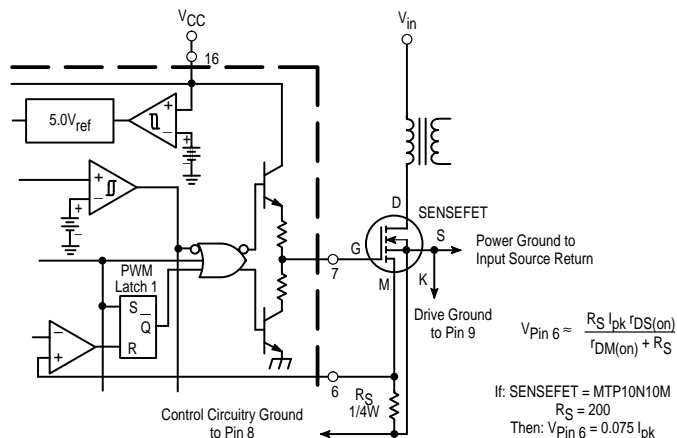 VCC
Vin
16
5.0Vref
+
–
+
–
+
–
+
D
SENSEFET
S
G
Power Ground to
Input Source Return
7
K
M
PWM
Latch 1
Drive Ground
to Pin 9
S
Q
R
–
+
VPin 6 ≈ RS Ipk rDS(on)
rDM(on) + RS
6
RS
1/4W
If: SENSEFET = MTP10N10M
RS = 200
Then: VPin 6 = 0.075 Ipk
Control Circuitry Ground
to Pin 8